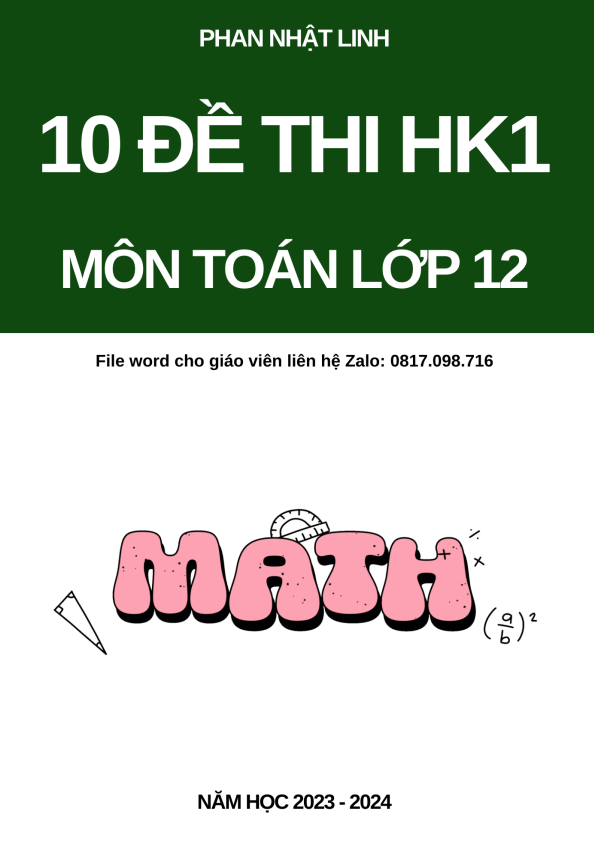 PHAN NHẬT LINH
10 ĐỀ THI HK1
MÔN TOÁN LỚP 12
File word cho giáo viên liên hệ Zalo: 0817.098.716
MATH
(a/b)²
NĂM HỌC 2023 - 2024